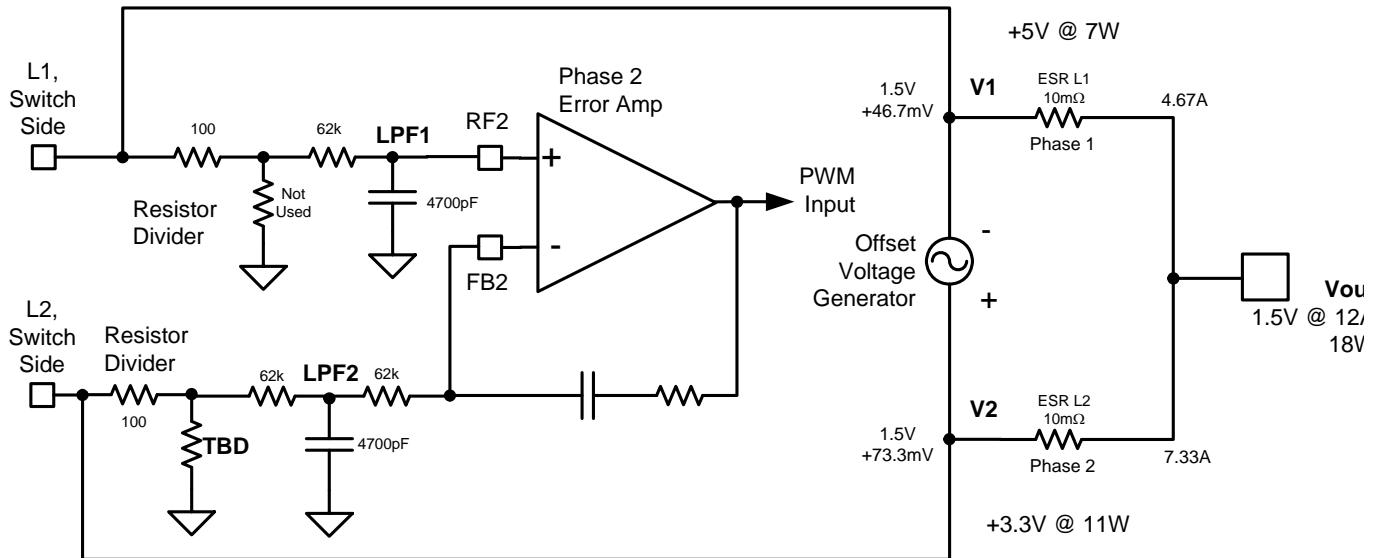 +5V @ 7W
L1,
Switch
Side
Phase 2
Error Amp
1.5V
+46.7mV
V1
ESR L1
10mΩ
4.67A
Phase 1
100
62k
LPF1
RF2
+
PWM
Input
Not
Used
4700pF
Resistor
Divider
-
FB2
Offset
Voltage
Generator
-
+
1.5V @ 12
L2,
Switch
Side
Resistor
Divider
62k
LPF2
62k
100
TBD
4700pF
1.5V
+73.3mV
V2
ESR L2
10mΩ
Phase 2
7.33A
+3.3V @ 11W